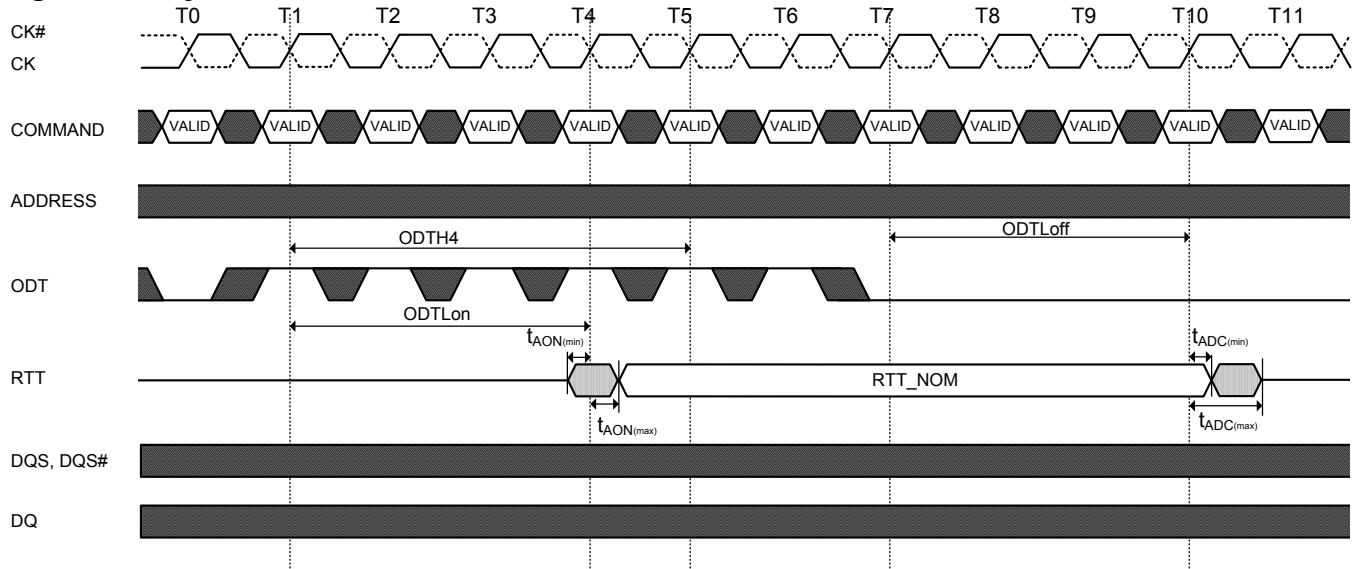 T0 T1 T2 T3 T4 T5 T6 T7 T8 T9 T10 T11
CK#
CK
COMMAND VALID VALID VALID VALID VALID VALID VALID VALID VALID VALID VALID VALID
ADDRESS
ODTH4 ODTLoff
ODT
ODTLon
tAON(min) tADC(min)
RTT RTT_NOM
tAON(max) tADC(max)
DQS, DQS#
DQ